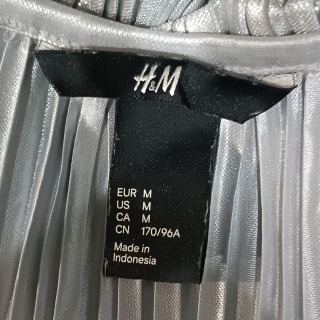 H&M
EUR M
US M
CA M
CN 170/96A
Made in
Indonesia